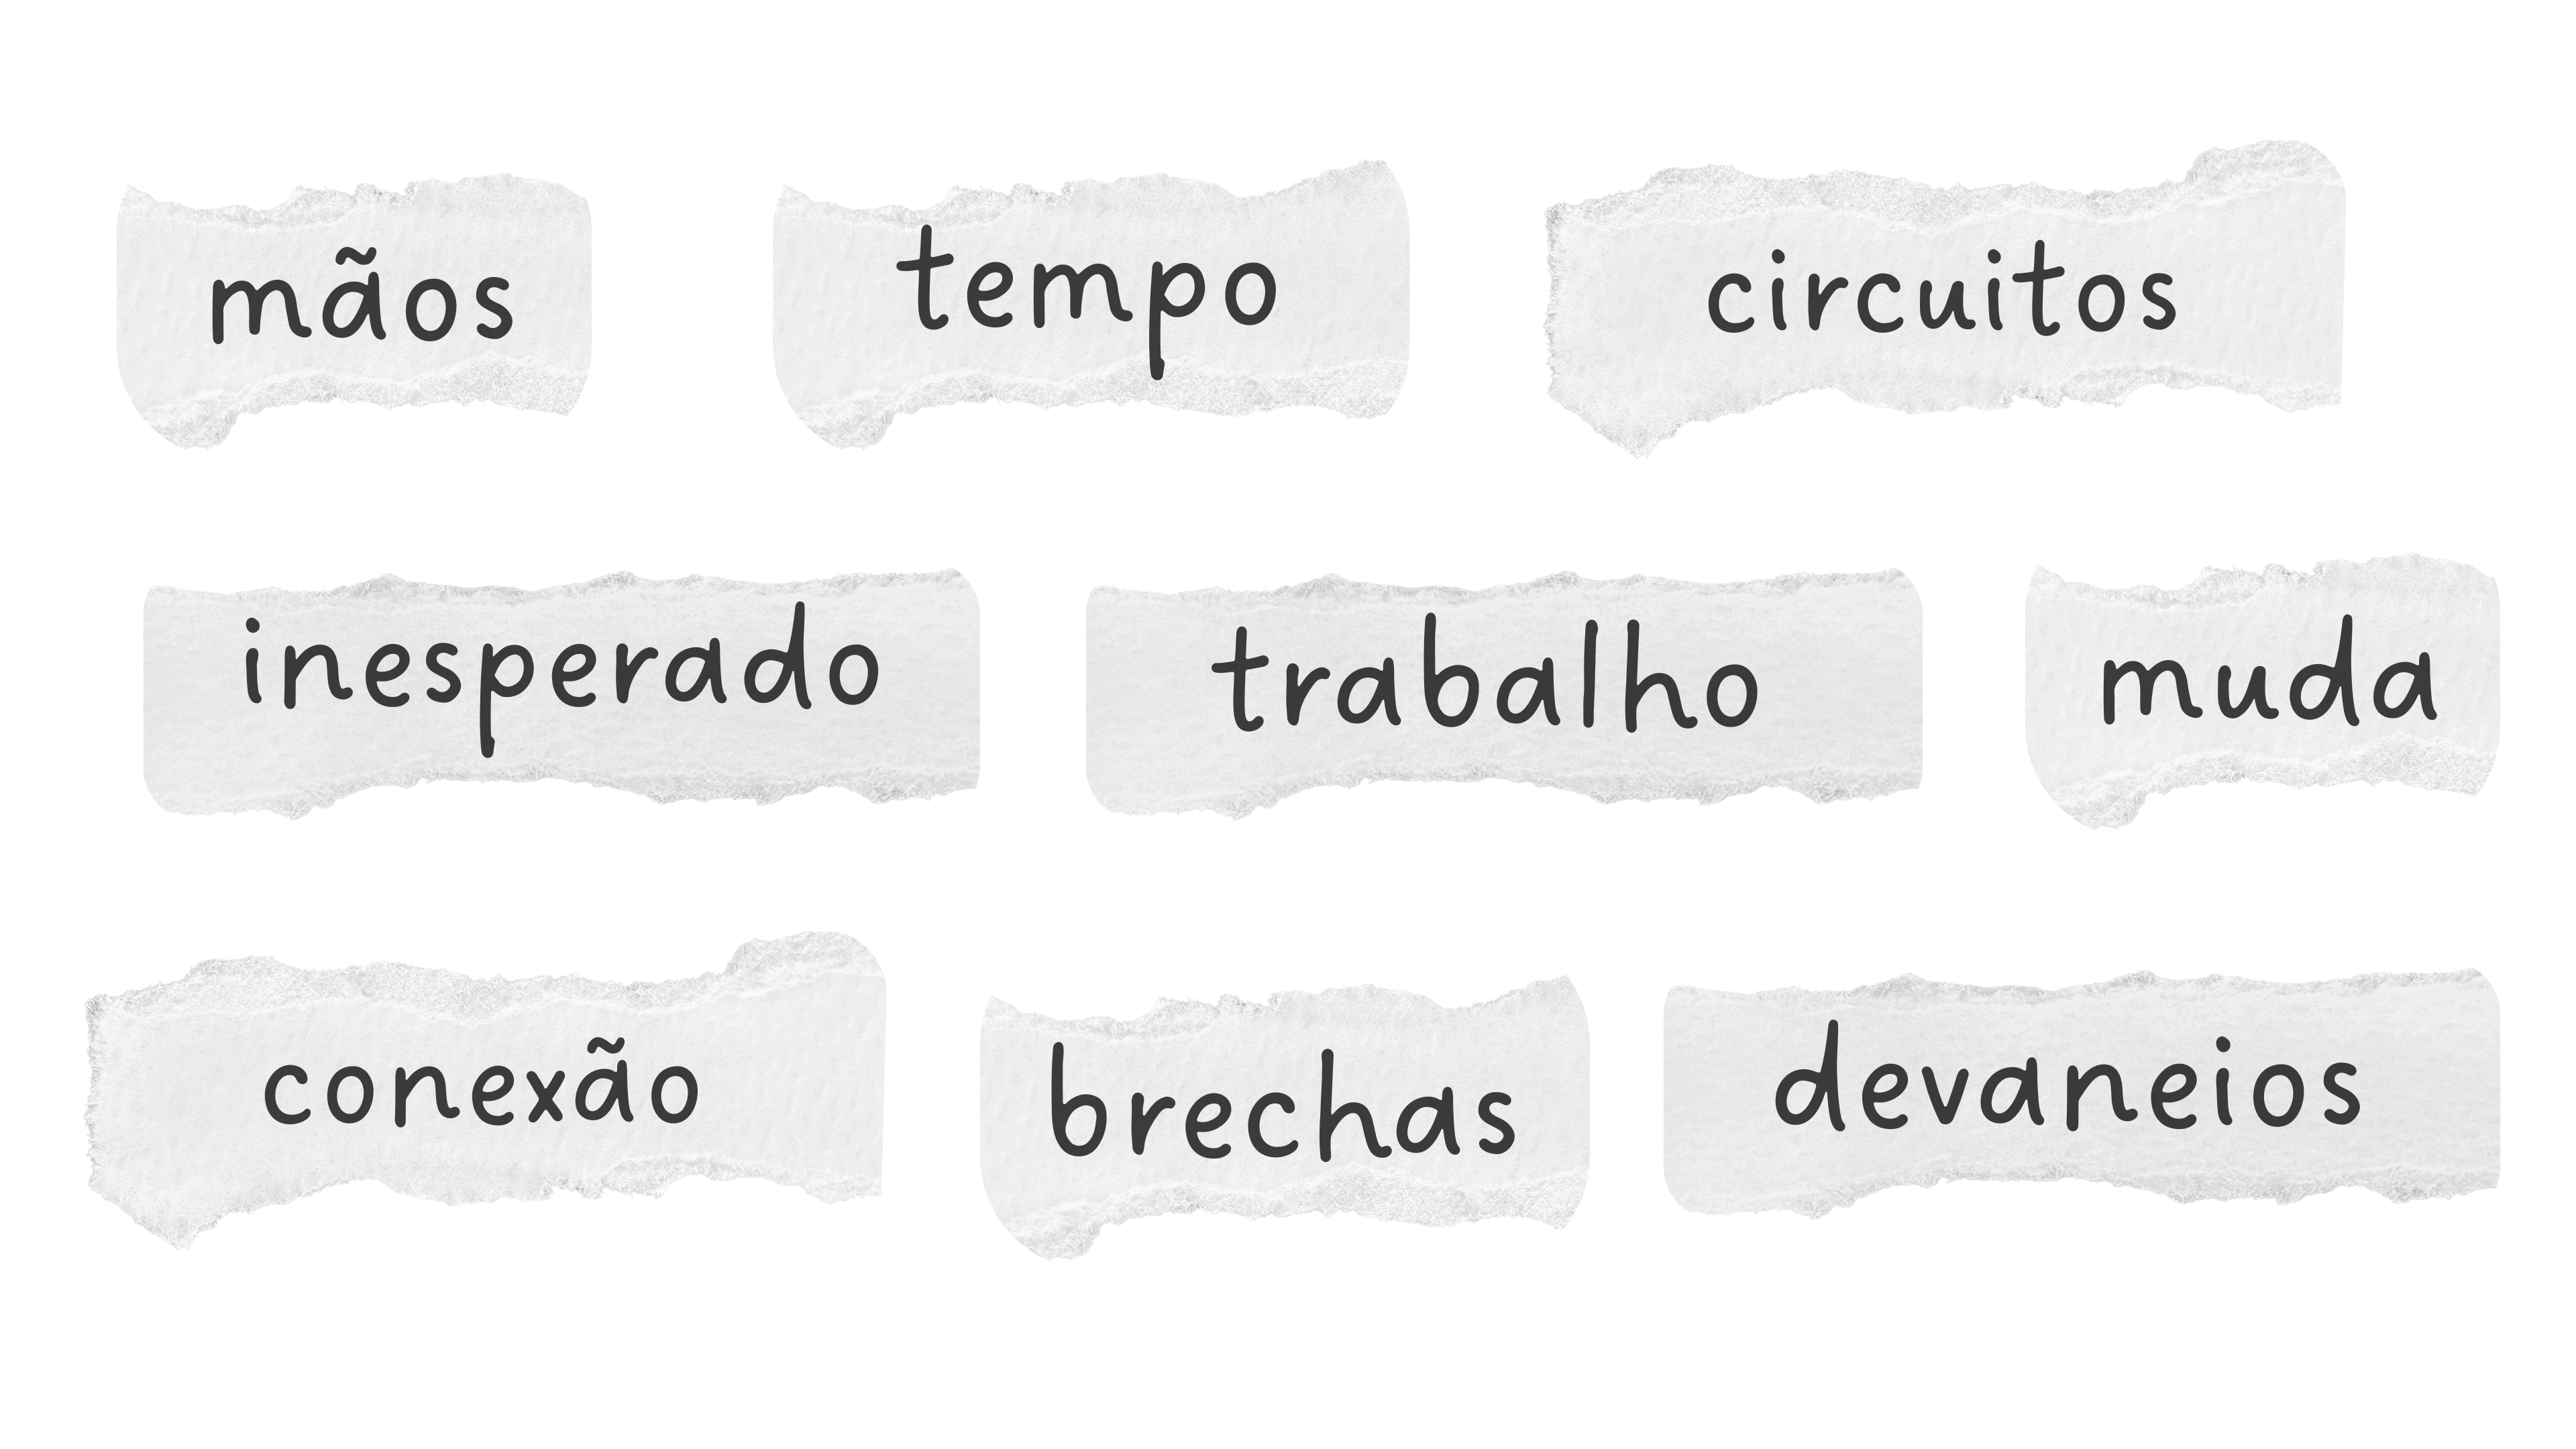 mãos tempo circuitos
inesperado trabalho muda
conexão brechas devaneios